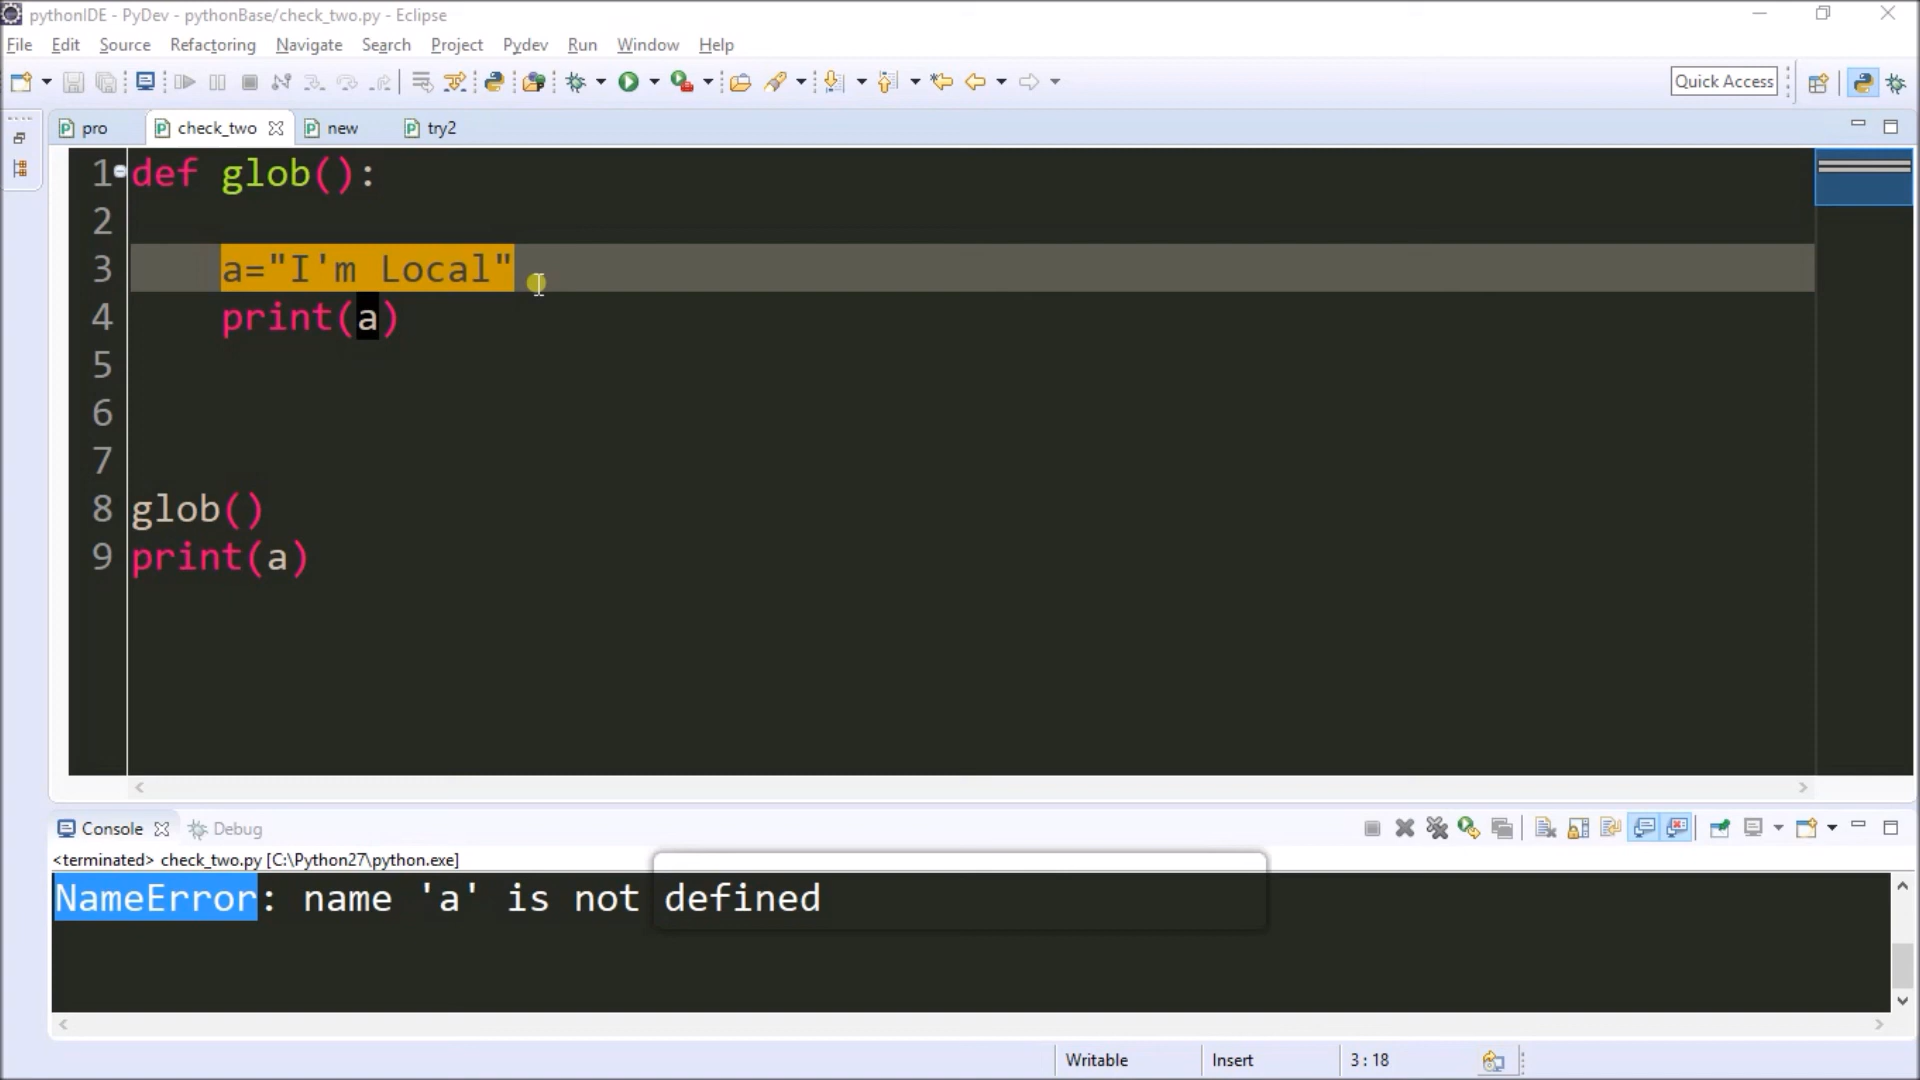 pythonIDE - PyDev - pythonBase/check_two.py - Eclipse
File Edit Source Refactoring Navigate Search Project Pydev Run Window Help
Quick Access
pro check_two new try2
1 def glob():
2
3 a="I'm Local"
4 print(a)
5
6
7
8 glob()
9 print(a)
Console Debug
<terminated> check_two.py [C:\Python27\python.exe]
NameError: name 'a' is not defined
Writable Insert 3 : 18